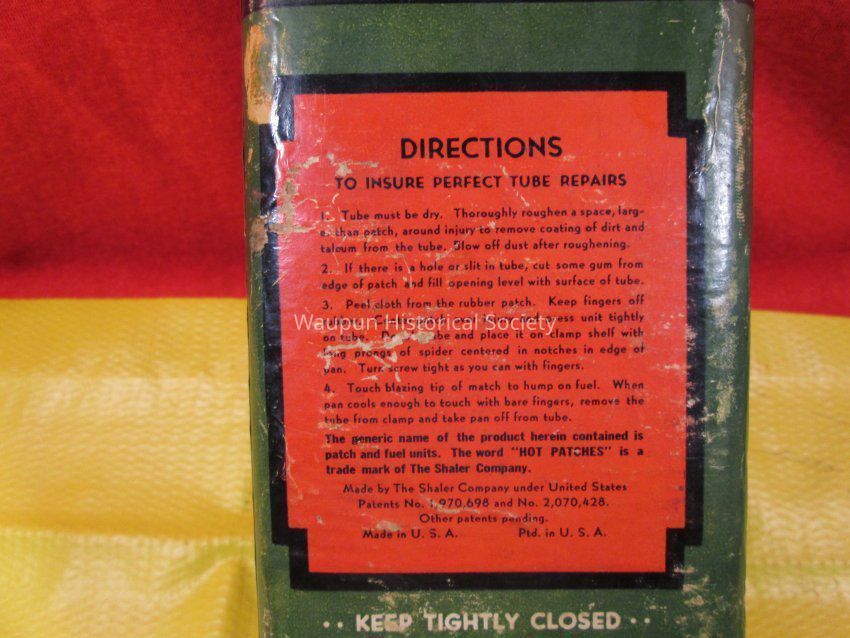 DIRECTIONS
TO INSURE PERFECT TUBE REPAIRS
1. Tube must be dry. Thoroughly roughen a space, larg-
er than patch, around injury to remove coating of dirt and
talcum from the tube. Blow off dust after roughening.
2. If there is a hole or slit in tube, cut some gum from
edge of patch and fill opening level with surface of tube.
3. Peel cloth from the rubber patch. Keep fingers off
Waupun Historical Society
press unit tightly
on tube. and place it on clamp shelf with
long prongs of spider centered in notches in edge of
pan. Turn screw tight as you can with fingers.
4. Touch blazing tip of match to hump on fuel. When
pan cools enough to touch with bare fingers, remove the
tube from clamp and take pan off from tube.
The generic name of the product herein contained is
patch and fuel units. The word "HOT PATCHES" is a
trade mark of The Shaler Company.
Made by The Shaler Company under United States
Patents No. 1,970,698 and No. 2,070,428.
Other patents pending.
Made in U. S. A. Ptd. in U. S. A.
·· KEEP TIGHTLY CLOSED ··